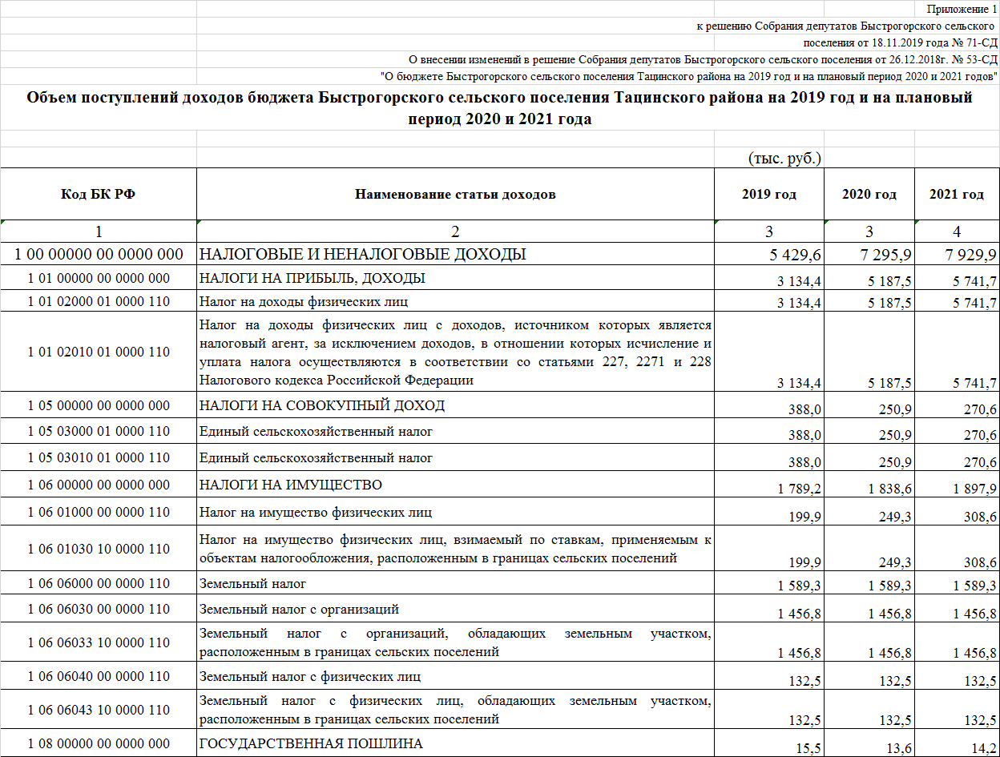 Приложение 1
к решению Собрания депутатов Быстрогорского сельского
поселения от 18.11.2019 года № 71-СД
О внесении изменений в решение Собрания депутатов Быстрогорского сельского поселения от 26.12.2018г. № 53-СД
"О бюджете Быстрогорского сельского поселения Тацинского района на 2019 год и на плановый период 2020 и 2021 годов"
Объем поступлений доходов бюджета Быстрогорского сельского поселения Тацинского района на 2019 год и на плановый
период 2020 и 2021 года
(тыс. руб.)
Код БК РФ Наименование статьи доходов 2019 год 2020 год 2021 год
1 2 3 3 4
1 00 00000 00 0000 000 НАЛОГОВЫЕ И НЕНАЛОГОВЫЕ ДОХОДЫ 5 429,6 7 295,9 7 929,9
1 01 00000 00 0000 000 НАЛОГИ НА ПРИБЫЛЬ, ДОХОДЫ 3 134,4 5 187,5 5 741,7
1 01 02000 01 0000 110 Налог на доходы физических лиц 3 134,4 5 187,5 5 741,7
1 01 02010 01 0000 110 Налог на доходы физических лиц с доходов, источником которых является
налоговый агент, за исключением доходов, в отношении которых исчисление и
уплата налога осуществляются в соответствии со статьями 227, 2271 и 228
Налогового кодекса Российской Федерации 3 134,4 5 187,5 5 741,7
1 05 00000 00 0000 000 НАЛОГИ НА СОВОКУПНЫЙ ДОХОД 388,0 250,9 270,6
1 05 03000 01 0000 110 Единый сельскохозяйственный налог 388,0 250,9 270,6
1 05 03010 01 0000 110 Единый сельскохозяйственный налог 388,0 250,9 270,6
1 06 00000 00 0000 000 НАЛОГИ НА ИМУЩЕСТВО 1 789,2 1 838,6 1 897,9
1 06 01000 00 0000 110 Налог на имущество физических лиц 199,9 249,3 308,6
1 06 01030 10 0000 110 Налог на имущество физических лиц, взимаемый по ставкам, применяемым к
объектам налогообложения, расположенным в границах сельских поселений 199,9 249,3 308,6
1 06 06000 00 0000 110 Земельный налог 1 589,3 1 589,3 1 589,3
1 06 06030 00 0000 110 Земельный налог с организаций 1 456,8 1 456,8 1 456,8
1 06 06033 10 0000 110 Земельный налог с организаций, обладающих земельным участком,
расположенным в границах сельских поселений 1 456,8 1 456,8 1 456,8
1 06 06040 00 0000 110 Земельный налог с физических лиц 132,5 132,5 132,5
1 06 06043 10 0000 110 Земельный налог с физических лиц, обладающих земельным участком,
расположенным в границах сельских поселений 132,5 132,5 132,5
1 08 00000 00 0000 000 ГОСУДАРСТВЕННАЯ ПОШЛИНА 15,5 13,6 14,2